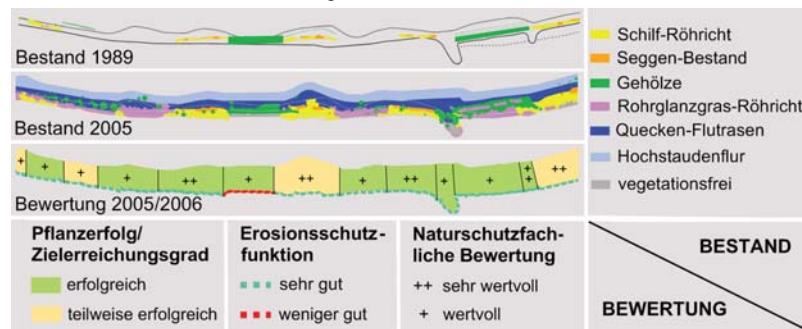 Bestand 1989
Bestand 2005
Bewertung 2005/2006
+ + + + ++ + ++ + ++ + + ++ ++
Schilf-Röhricht
Seggen-Bestand
Gehölze
Rohrglanzgras-Röhricht
Quecken-Flutrasen
Hochstaudenflur
vegetationsfrei
Pflanzerfolg/
Zielerreichungsgrad
erfolgreich
teilweise erfolgreich
Erosionsschutz-
funktion
sehr gut
weniger gut
Naturschutzfach-
liche Bewertung
++ sehr wertvoll
+ wertvoll
BESTAND
BEWERTUNG